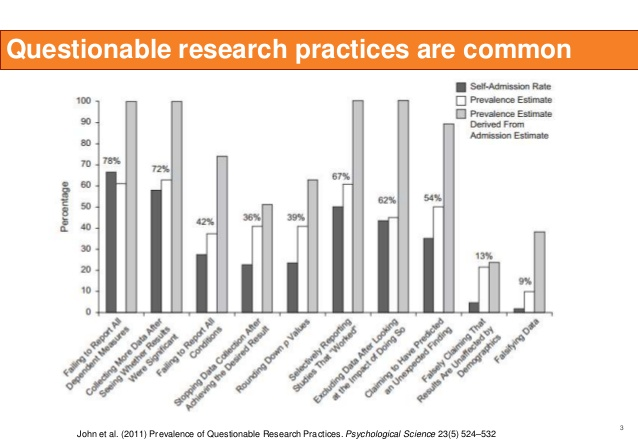 Questionable research practices are common
Self-Admission Rate
Prevalence Estimate
Prevalence Estimate
Derived From
Admission Estimate
Percentage
100
90
80
70
60
50
40
30
20
10
0
78%
72%
42%
36%
39%
67%
62%
54%
13%
9%
Failing to Report All
Dependent Measures
Collecting More Data After
Seeing Whether Results
Were Significant
Failing to Report All
Conditions
Stopping Data Collection After
Achieving the Desired Result
Rounding Down p Values
Selectively Reporting
Studies That "Worked"
Excluding Data After Looking
at the Impact of Doing So
Claiming to Have Predicted
an Unexpected Finding
Falsely Claiming That
Results Are Unaffected by
Demographics
Falsifying Data
John et al. (2011) Prevalence of Questionable Research Practices. Psychological Science 23(5) 524–532
3